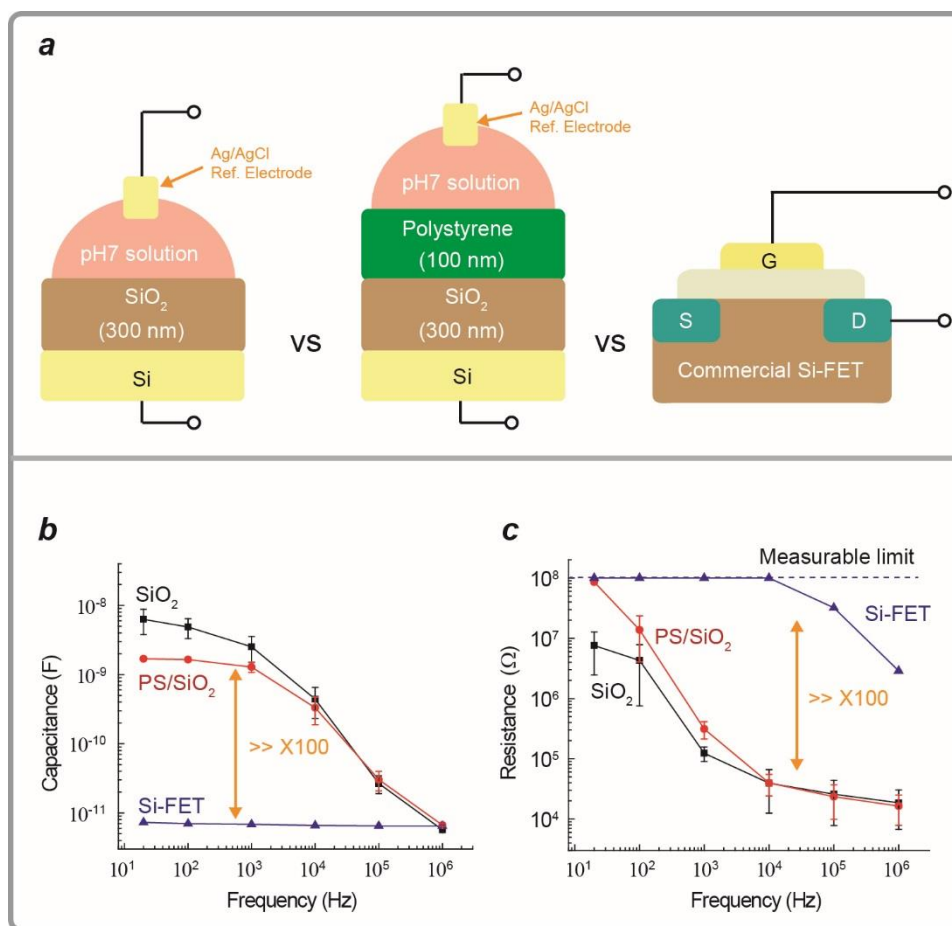 a
Ag/AgCl
Ref. Electrode
pH7 solution
SiO₂
(300 nm)
Si
vs
Ag/AgCl
Ref. Electrode
pH7 solution
Polystyrene
(100 nm)
SiO₂
(300 nm)
Si
vs
G
S
D
Commercial Si-FET
b
10⁻⁸
10⁻⁹
10⁻¹⁰
10⁻¹¹
Capacitance (F)
SiO₂
PS/SiO₂
>> X100
Si-FET
10¹
10²
10³
10⁴
10⁵
10⁶
Frequency (Hz)
c
Measurable limit
10⁸
10⁷
10⁶
10⁵
10⁴
Resistance (Ω)
Si-FET
PS/SiO₂
SiO₂
>> X100
10¹
10²
10³
10⁴
10⁵
10⁶
Frequency (Hz)